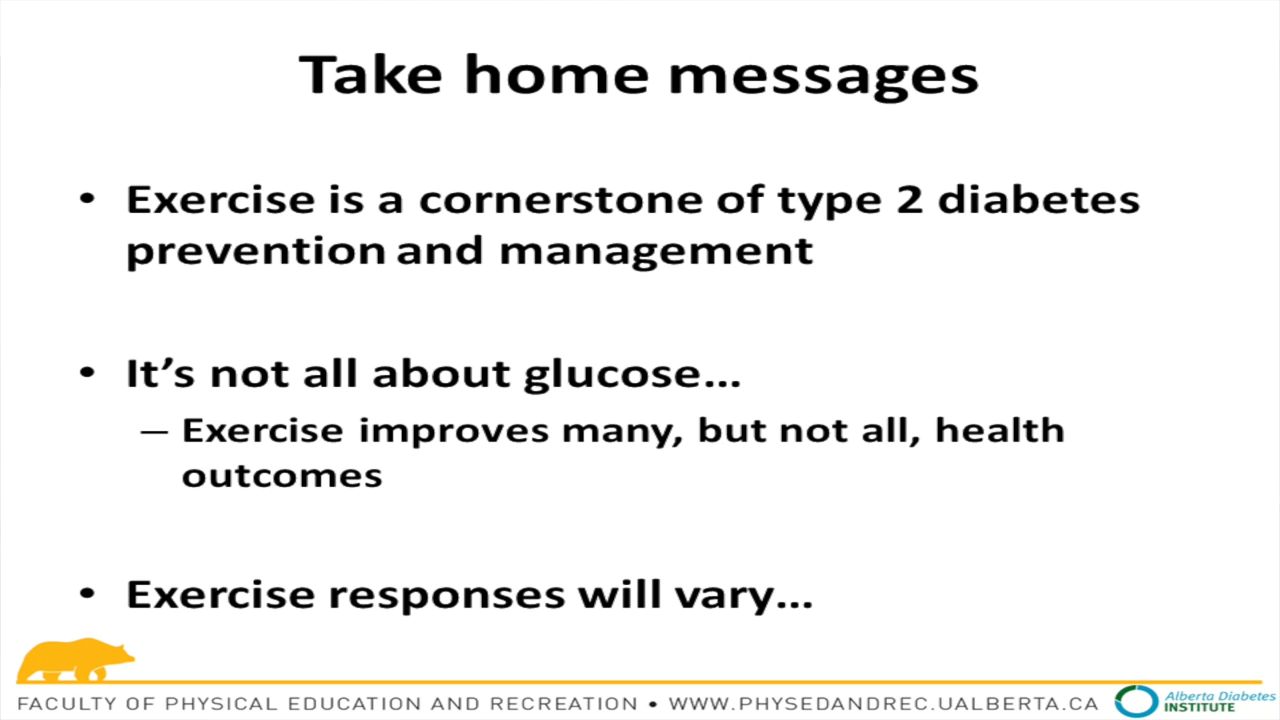 Take home messages
• Exercise is a cornerstone of type 2 diabetes
prevention and management
• It’s not all about glucose...
– Exercise improves many, but not all, health
outcomes
• Exercise responses will vary...
FACULTY OF PHYSICAL EDUCATION AND RECREATION • WWW.PHYSEDANDREC.UALBERTA.CA
Alberta Diabetes
INSTITUTE